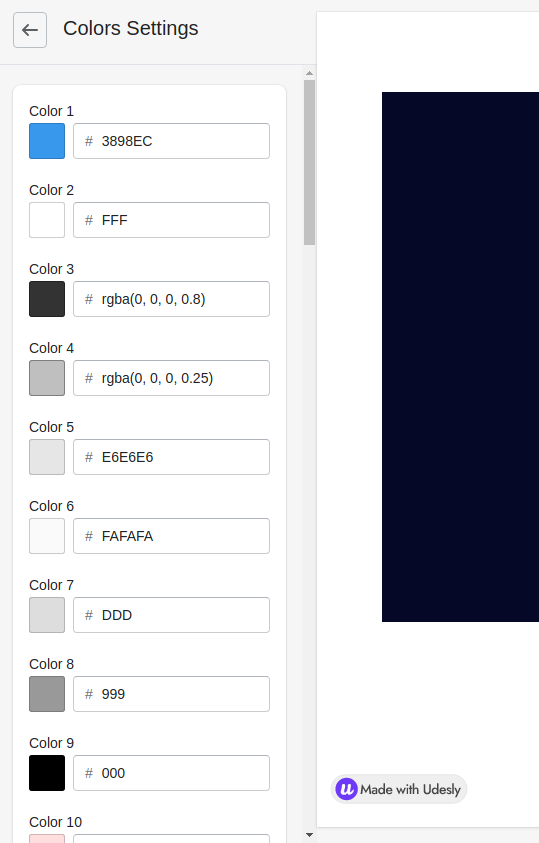 Colors Settings
Color 1
# 3898EC
Color 2
# FFF
Color 3
# rgba(0, 0, 0, 0.8)
Color 4
# rgba(0, 0, 0, 0.25)
Color 5
# E6E6E6
Color 6
# FAFAFA
Color 7
# DDD
Color 8
# 999
Color 9
# 000
Color 10
u Made with Udesly